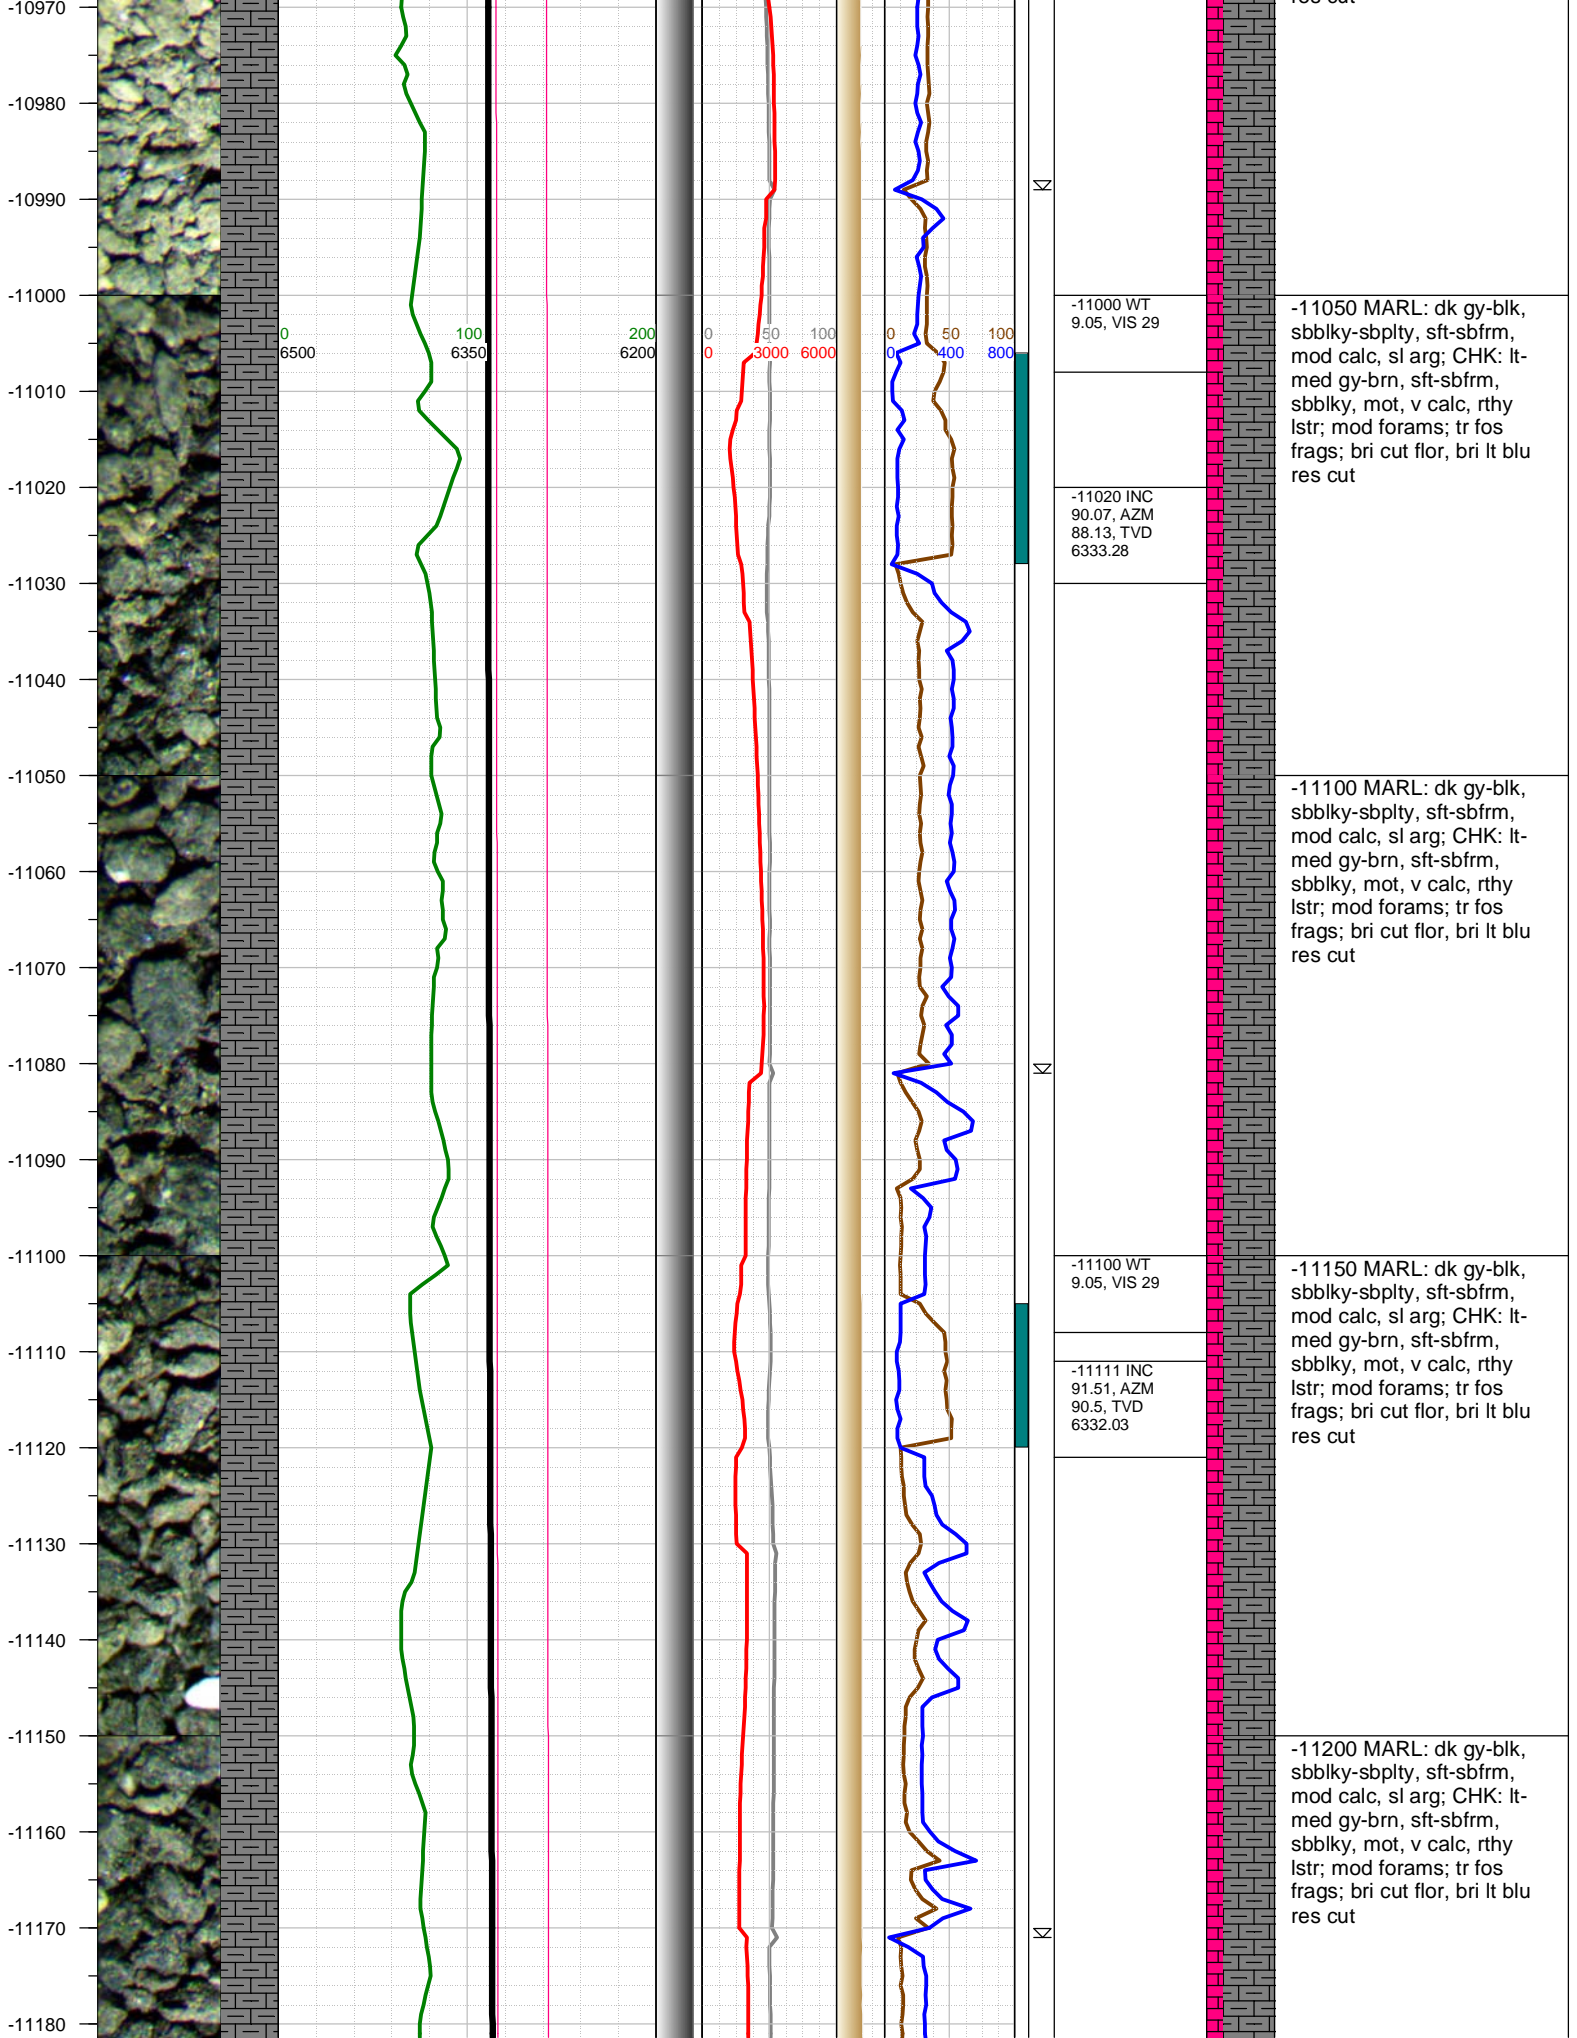 res cut
-10970
-10980
-10990
-11000
-11010
-11020
-11030
-11040
-11050
-11060
-11070
-11080
-11090
-11100
-11110
-11120
-11130
-11140
-11150
-11160
-11170
-11180
0 100 200
6500 6350 6200
0 50 100
0 3000 6000
0 50 100
0 400 800
-11000 WT
9.05, VIS 29
-11020 INC
90.07, AZM
88.13, TVD
6333.28
-11100 WT
9.05, VIS 29
-11111 INC
91.51, AZM
90.5, TVD
6332.03
-11050 MARL: dk gy-blk,
sbblky-sbplty, sft-sbfrm,
mod calc, sl arg; CHK: lt-
med gy-brn, sft-sbfrm,
sbblky, mot, v calc, rthy
lstr; mod forams; tr fos
frags; bri cut flor, bri lt blu
res cut
-11100 MARL: dk gy-blk,
sbblky-sbplty, sft-sbfrm,
mod calc, sl arg; CHK: lt-
med gy-brn, sft-sbfrm,
sbblky, mot, v calc, rthy
lstr; mod forams; tr fos
frags; bri cut flor, bri lt blu
res cut
-11150 MARL: dk gy-blk,
sbblky-sbplty, sft-sbfrm,
mod calc, sl arg; CHK: lt-
med gy-brn, sft-sbfrm,
sbblky, mot, v calc, rthy
lstr; mod forams; tr fos
frags; bri cut flor, bri lt blu
res cut
-11200 MARL: dk gy-blk,
sbblky-sbplty, sft-sbfrm,
mod calc, sl arg; CHK: lt-
med gy-brn, sft-sbfrm,
sbblky, mot, v calc, rthy
lstr; mod forams; tr fos
frags; bri cut flor, bri lt blu
res cut